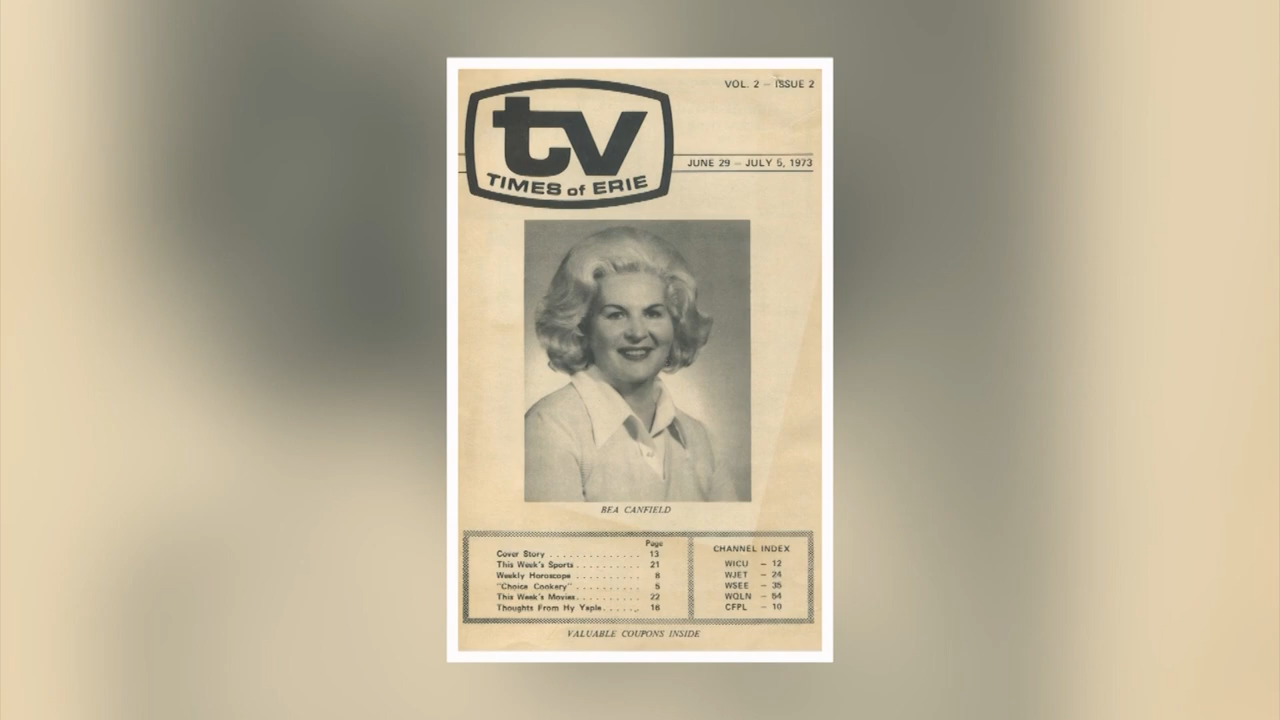 VOL. 2 – ISSUE 2
tv
TIMES of ERIE
JUNE 29 – JULY 5, 1973
BEA CANFIELD
Page
Cover Story . . . . . . . . . . . . . . 13
This Week's Sports . . . . . . . . . . 21
Weekly Horoscope . . . . . . . . . . 8
"Choice Cookery" . . . . . . . . . . 5
This Week's Movies. . . . . . . . . . 22
Thoughts From Hy Yaple. . . . . . 16
CHANNEL INDEX
WICU – 12
WJET – 24
WSEE – 35
WQLN – 54
CFPL – 10
VALUABLE COUPONS INSIDE